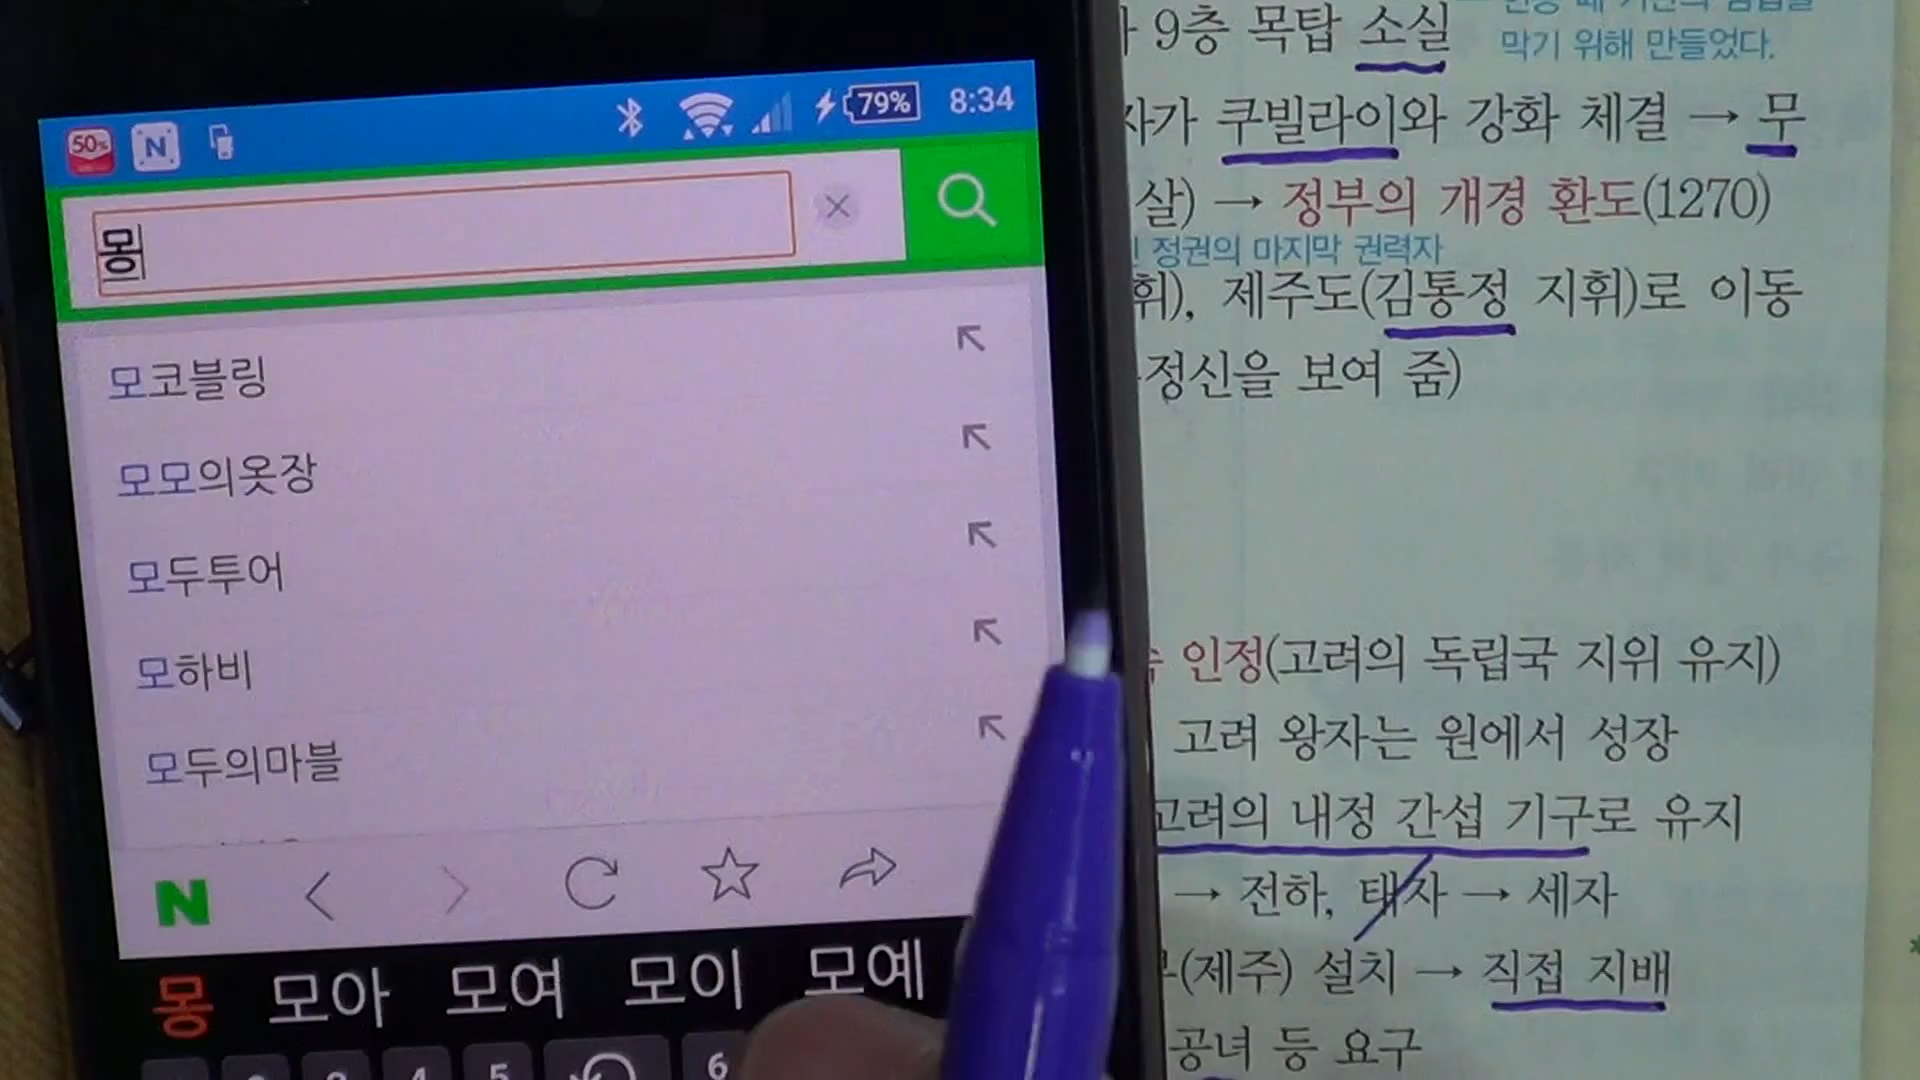 50%
N
79%
8:34
몽
모코블링
모모의옷장
모두투어
모하비
모두의마블
N
몽 모아 모여 모이 모예
4 5 6
9층 목탑 소실
막기 위해 만들었다.
자가 쿠빌라이와 강화 체결 → 무
살) → 정부의 개경 환도(1270)
정권의 마지막 권력자
휘), 제주도(김통정 지휘)로 이동
정신을 보여 줌)
인정(고려의 독립국 지위 유지)
고려 왕자는 원에서 성장
고려의 내정 간섭 기구로 유지
→ 전하, 태자 → 세자
(제주) 설치 → 직접 지배
공녀 등 요구